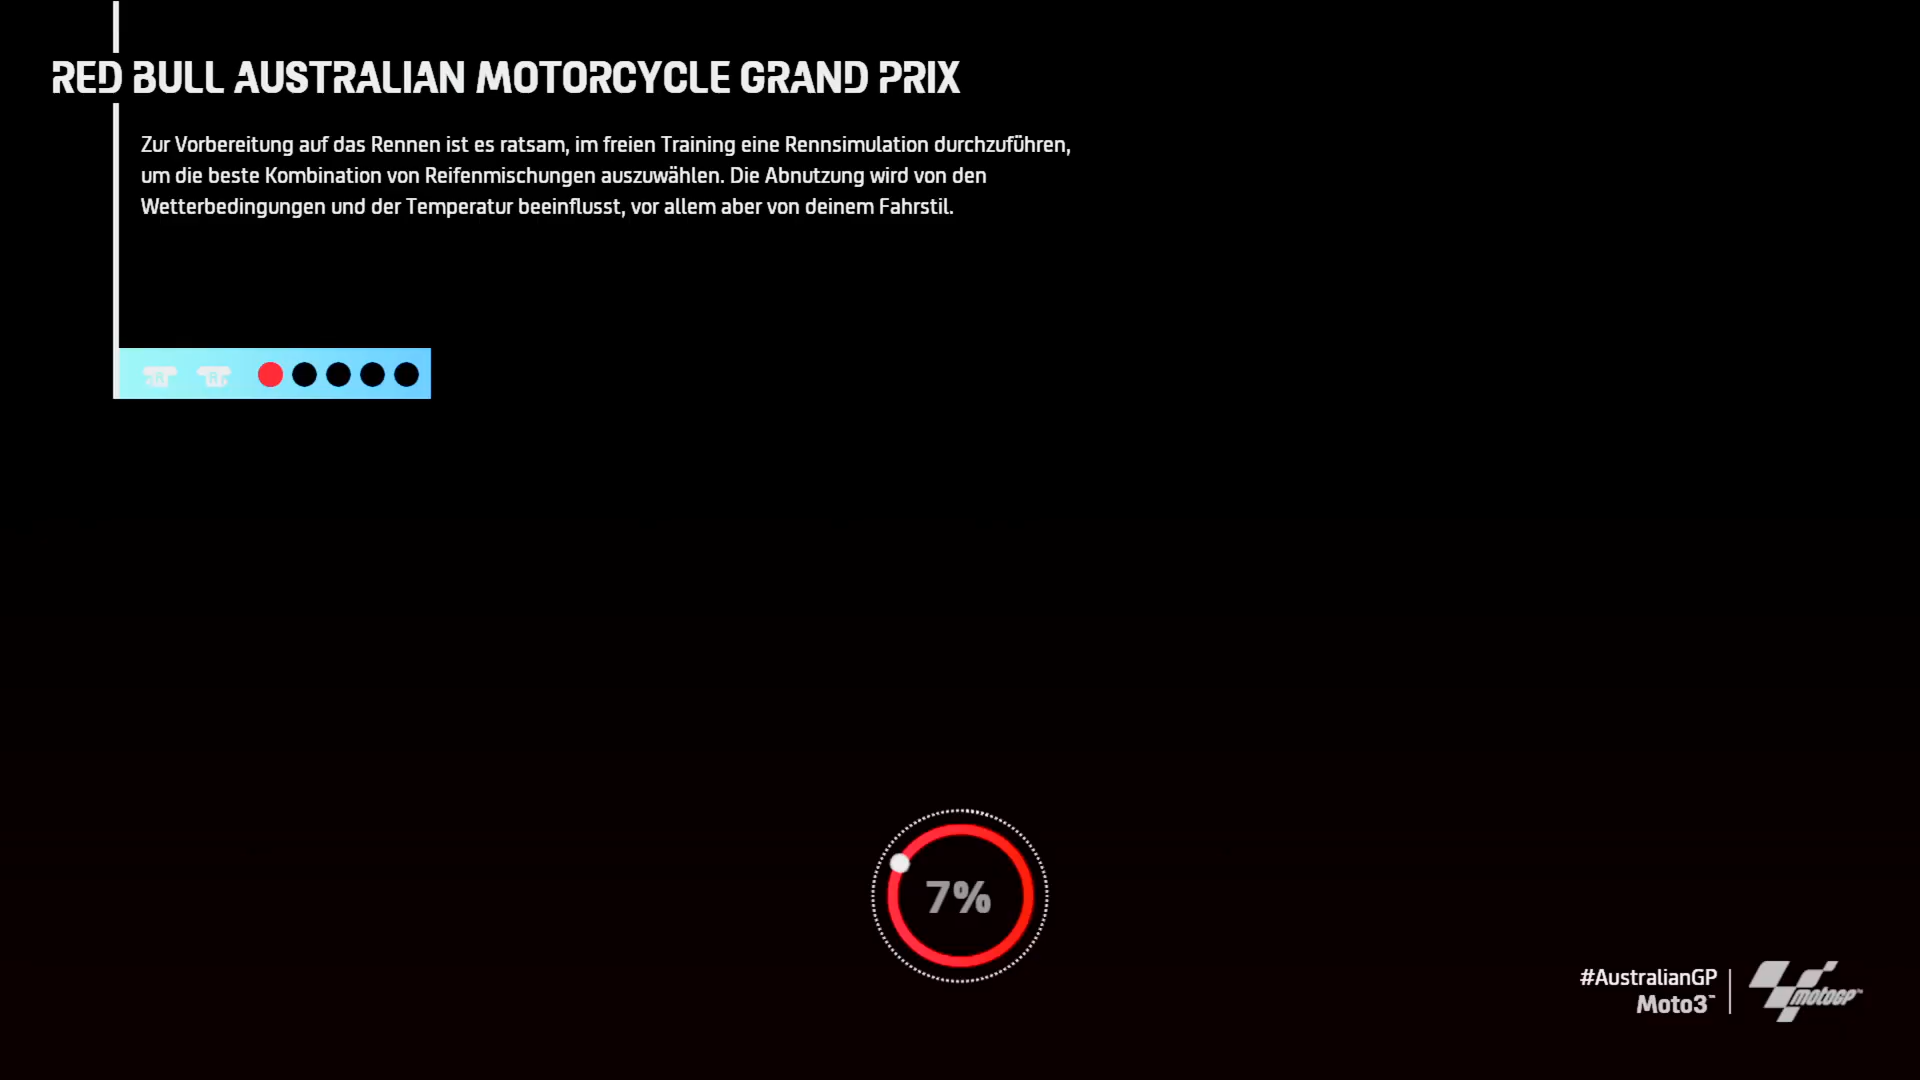 RED BULL AUSTRALIAN MOTORCYCLE GRAND PRIX
Zur Vorbereitung auf das Rennen ist es ratsam, im freien Training eine Rennsimulation durchzuführen,
um die beste Kombination von Reifenmischungen auszuwählen. Die Abnutzung wird von den
Wetterbedingungen und der Temperatur beeinflusst, vor allem aber von deinem Fahrstil.
R R
7%
#AustralianGP
Moto3™
motoGP™